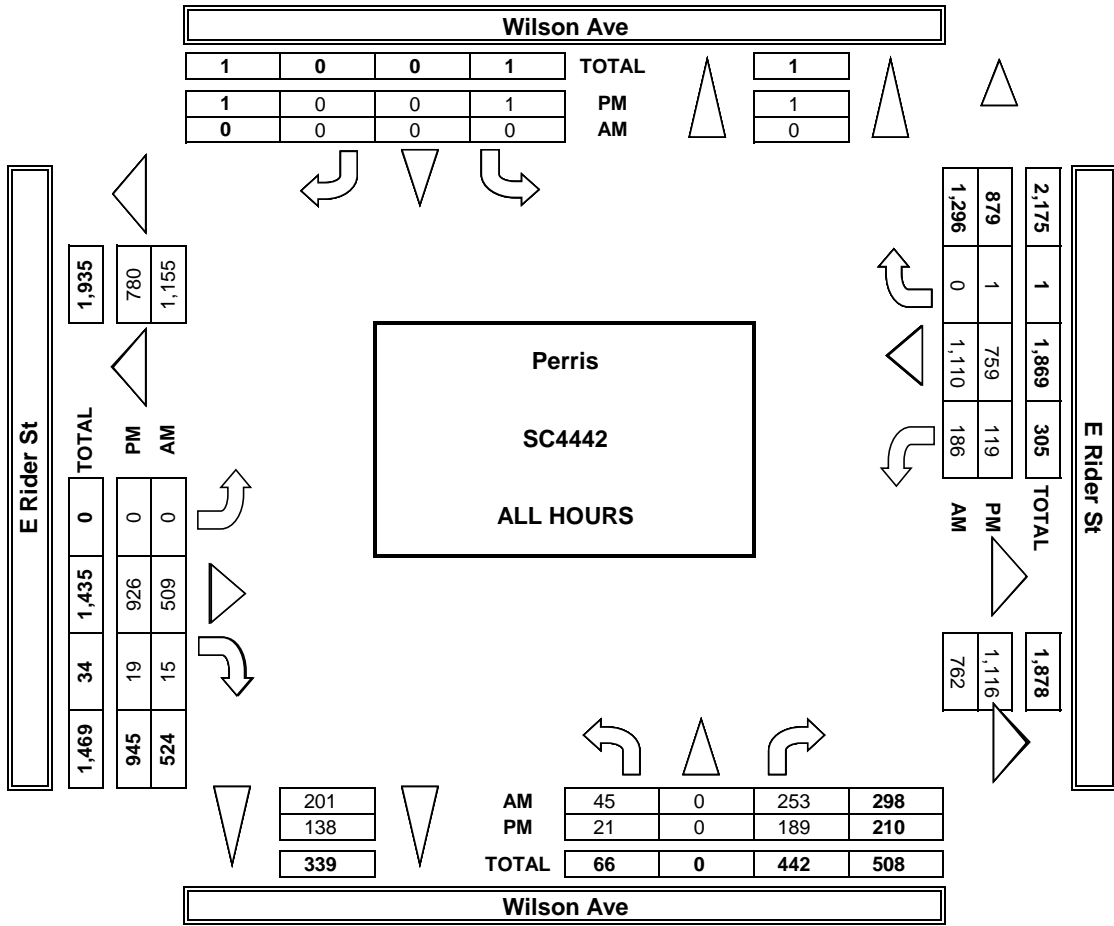 Wilson Ave
1 0 0 1 TOTAL 1
1 0 0 1 PM 1
0 0 0 0 AM 0
E Rider St
1,935
780
1,155
TOTAL 0 1,435 34 1,469
PM 0 926 19 945
AM 0 509 15 524
Perris
SC4442
ALL HOURS
2,175 1 1,869 305 TOTAL 1,878
879 1 759 119 PM 1,116
1,296 0 1,110 186 AM 762
E Rider St
201 AM 45 0 253 298
138 PM 21 0 189 210
339 TOTAL 66 0 442 508
Wilson Ave